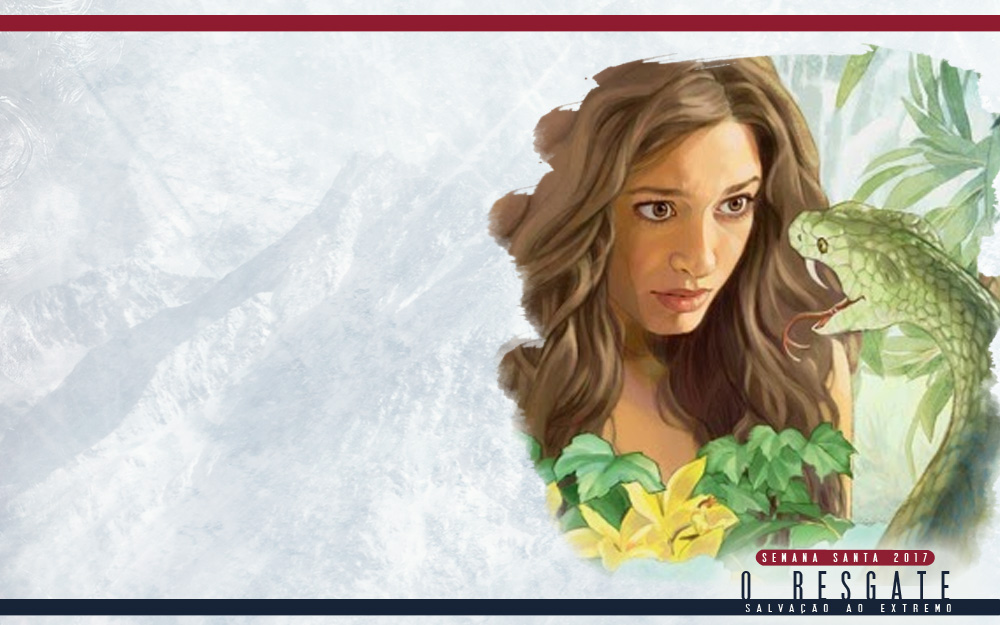 SEMANA SANTA 2017
O RESGATE
SALVAÇÃO AO EXTREMO